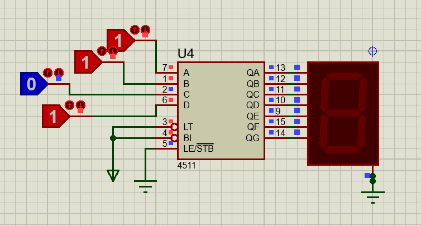 1
1
0
1
U4
7 A QA 13
1 B QB 12
2 C QC 11
6 D QD 10
QE 9
3 LT QF 15
4 BI QG 14
5 LE/STB
4511